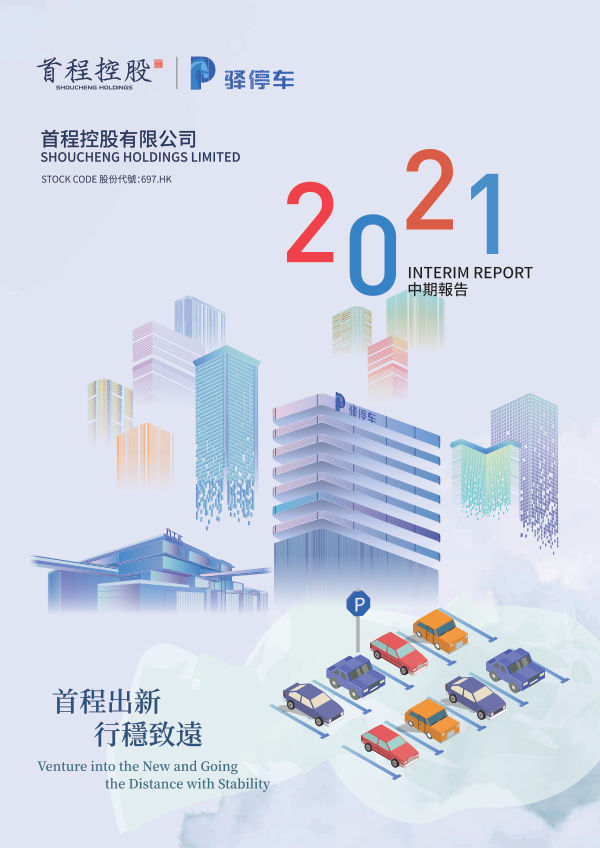 首程控股
SHOUCHENG HOLDINGS
P 驿停车
首程控股有限公司
SHOUCHENG HOLDINGS LIMITED
STOCK CODE 股份代號：697.HK
2021
INTERIM REPORT
中期報告
P 驿停车
P
首程出新
行穩致遠
Venture into the New and Going
the Distance with Stability